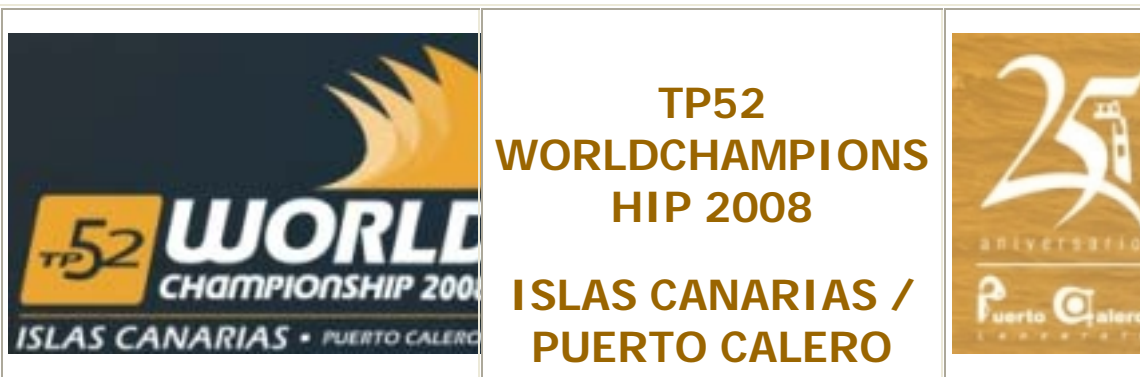 TP52
WORLD
CHAMPIONSHIP 200
ISLAS CANARIAS • PUERTO CALERO
TP52
WORLDCHAMPIONS
HIP 2008
ISLAS CANARIAS /
PUERTO CALERO
25
aniversario
Puerto Calero